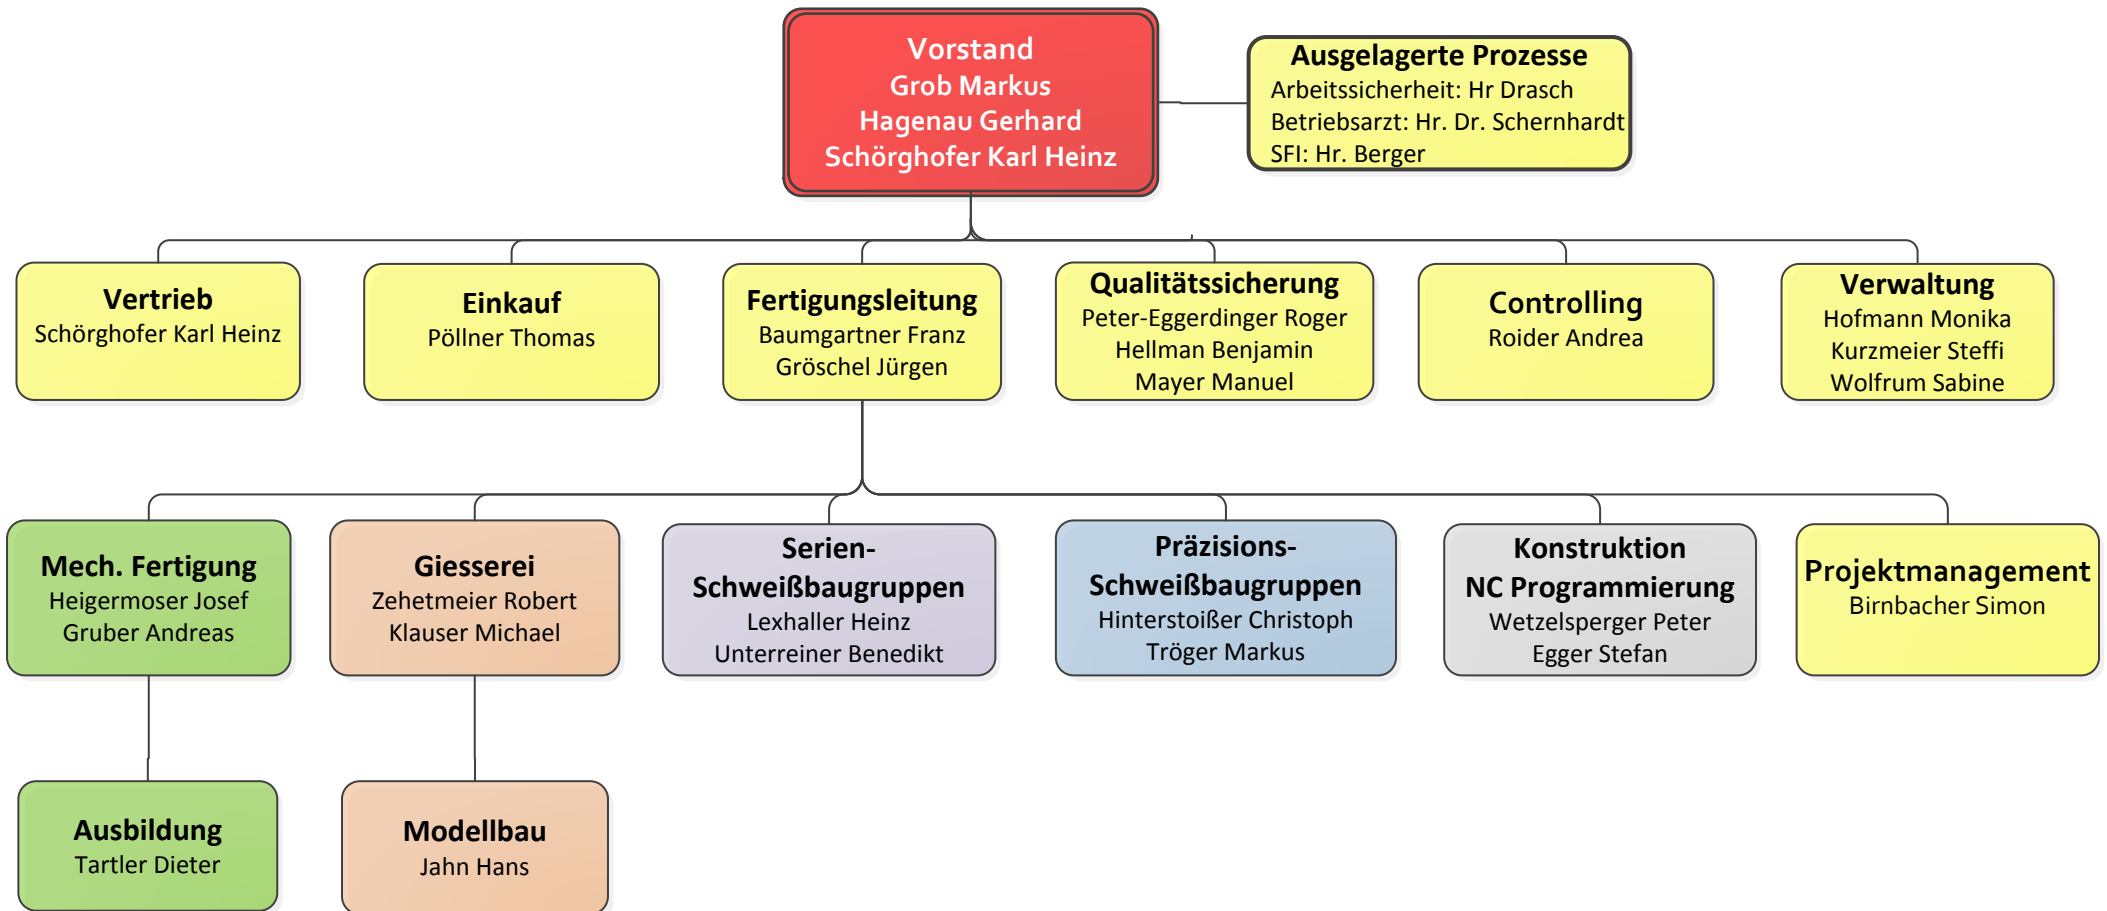 Vorstand
Grob Markus
Hagenau Gerhard
Schörghofer Karl Heinz
Ausgelagerte Prozesse
Arbeitssicherheit: Hr Drasch
Betriebsarzt: Hr. Dr. Schernhardt
SFI: Hr. Berger
Vertrieb
Schörghofer Karl Heinz
Einkauf
Pöllner Thomas
Fertigungsleitung
Baumgartner Franz
Gröschel Jürgen
Qualitätssicherung
Peter-Eggerdinger Roger
Hellman Benjamin
Mayer Manuel
Controlling
Roider Andrea
Verwaltung
Hofmann Monika
Kurzmeier Steffi
Wolfrum Sabine
Mech. Fertigung
Heigermoser Josef
Gruber Andreas
Giesserei
Zehetmeier Robert
Klauser Michael
Serien-
Schweißbaugruppen
Lexhaller Heinz
Unterreiner Benedikt
Präzisions-
Schweißbaugruppen
Hinterstoißer Christoph
Tröger Markus
Konstruktion
NC Programmierung
Wetzelsperger Peter
Egger Stefan
Projektmanagement
Birnbacher Simon
Ausbildung
Tartler Dieter
Modellbau
Jahn Hans